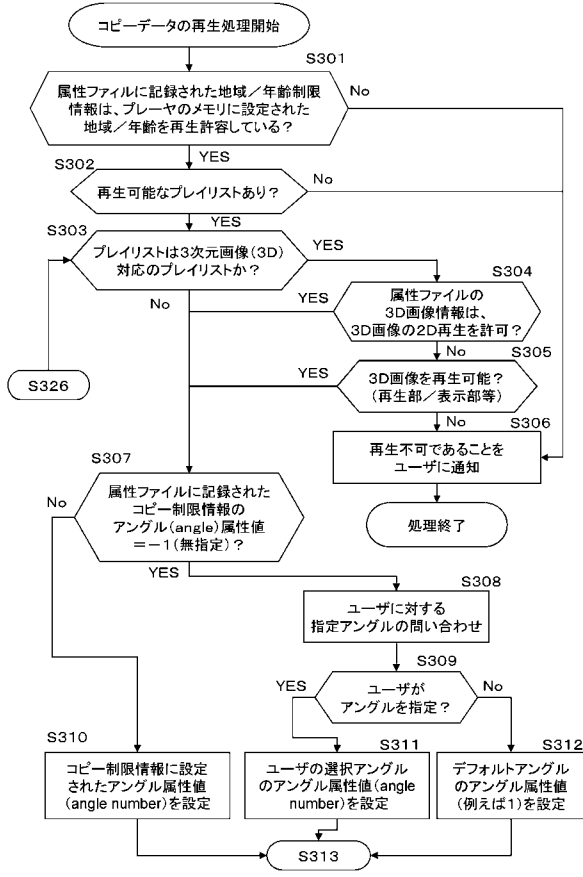 コピーデータの再生処理開始
S301
属性ファィルに記録された地域／年齢制限
情報は、プレーヤのメモリに設定された
地域／年齢を再生許容している？
No
YES
S302
再生可能なプレイリストあり？
No
YES
S303
プレイリストは3次元画像(3D)
対応のプレイリストか？
YES
No
S304
属性ファイルの
3D画像情報は、
3D画像の2D再生を許可？
YES
No
S305
3D画像を再生可能？
(再生部／表示部等)
YES
No
S326
S306
再生不可であることを
ユーザに通知
処理終了
S307
属性ファイルに記録された
コピー制限情報の
アングル(angle)属性値
＝－1(無指定)？
No
YES
S308
ユーザに対する
指定アングルの問い合わせ
S309
ユーザが
アングルを指定？
YES
No
S310
コピー制限情報に設定
されたアングル属性値
(angle number)を設定
S311
ユーザの選択アングル
のアングル属性値(angle
number)を設定
S312
デフォルトアングル
のアングル属性値
(例えば1)を設定
S313